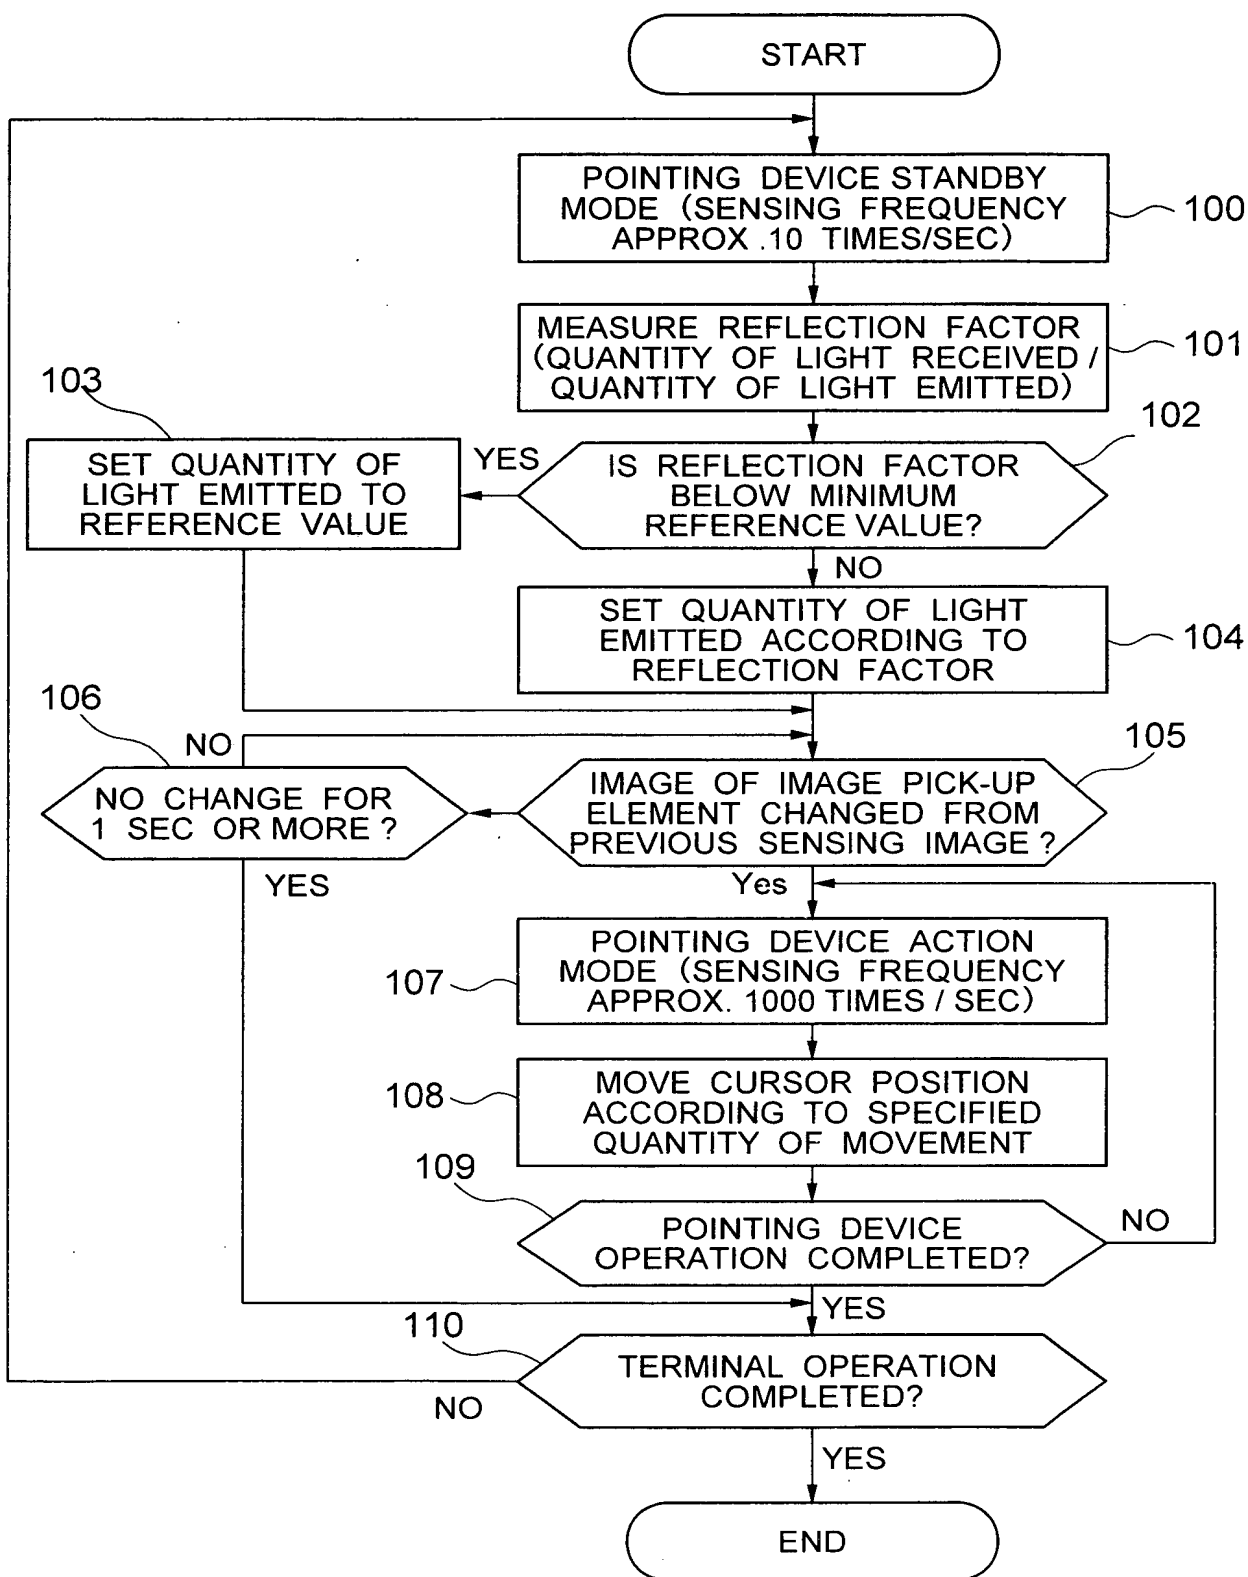 START
POINTING DEVICE STANDBY
MODE (SENSING FREQUENCY
APPROX .10 TIMES/SEC)
100
MEASURE REFLECTION FACTOR
(QUANTITY OF LIGHT RECEIVED /
QUANTITY OF LIGHT EMITTED)
101
102
IS REFLECTION FACTOR
BELOW MINIMUM
REFERENCE VALUE?
YES
103
SET QUANTITY OF
LIGHT EMITTED TO
REFERENCE VALUE
NO
SET QUANTITY OF LIGHT
EMITTED ACCORDING TO
REFLECTION FACTOR
104
105
IMAGE OF IMAGE PICK-UP
ELEMENT CHANGED FROM
PREVIOUS SENSING IMAGE ?
106
NO
NO CHANGE FOR
1 SEC OR MORE ?
YES
Yes
POINTING DEVICE ACTION
MODE (SENSING FREQUENCY
APPROX. 1000 TIMES / SEC)
107
MOVE CURSOR POSITION
ACCORDING TO SPECIFIED
QUANTITY OF MOVEMENT
108
109
POINTING DEVICE
OPERATION COMPLETED?
NO
YES
110
TERMINAL OPERATION
COMPLETED?
NO
YES
END